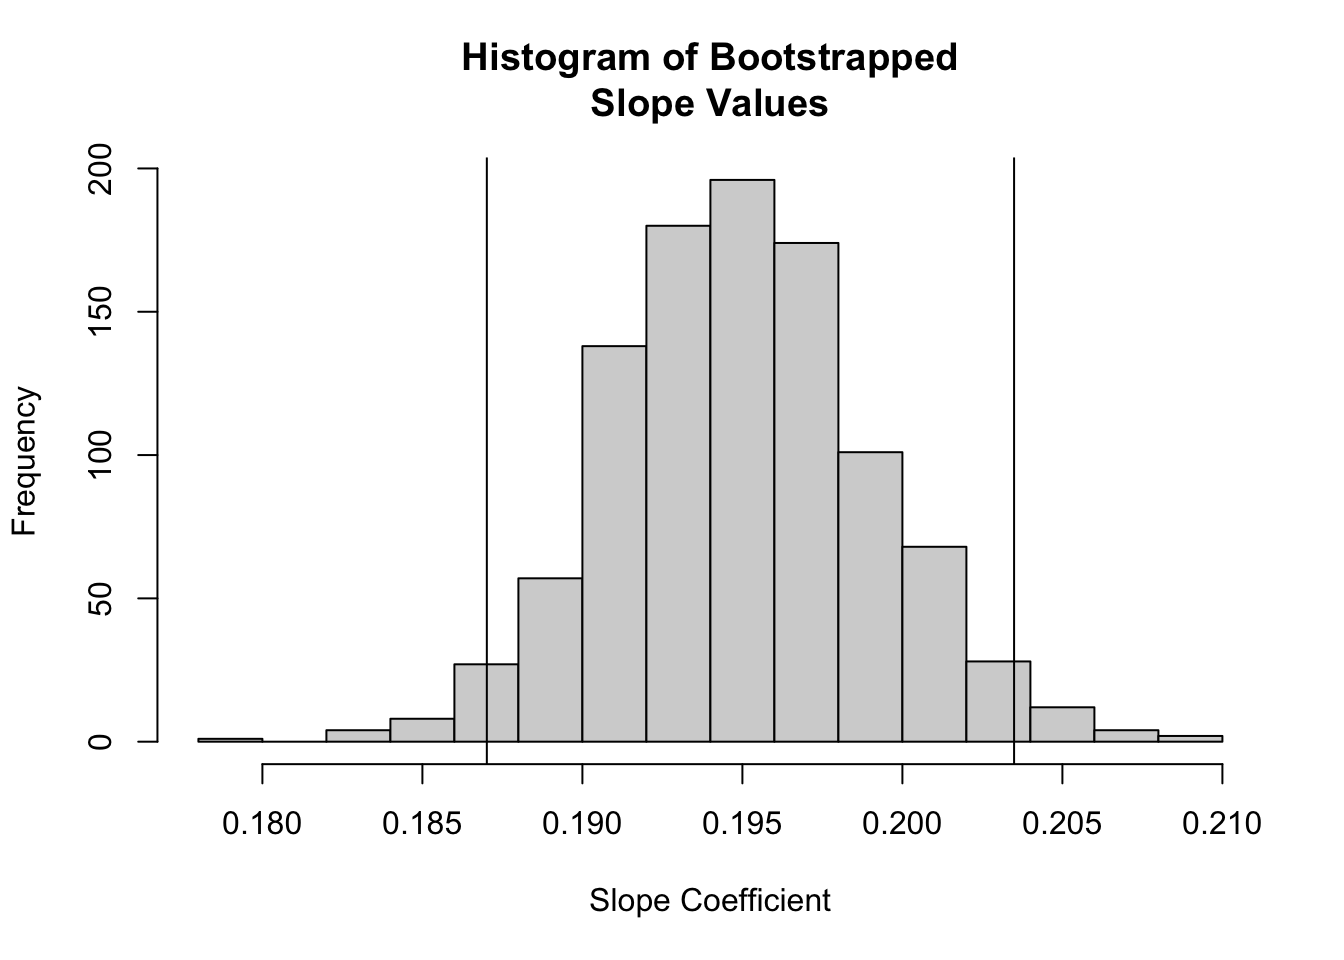 Histogram of Bootstrapped
Slope Values
Frequency
200
150
100
50
0
0.180 0.185 0.190 0.195 0.200 0.205 0.210
Slope Coefficient